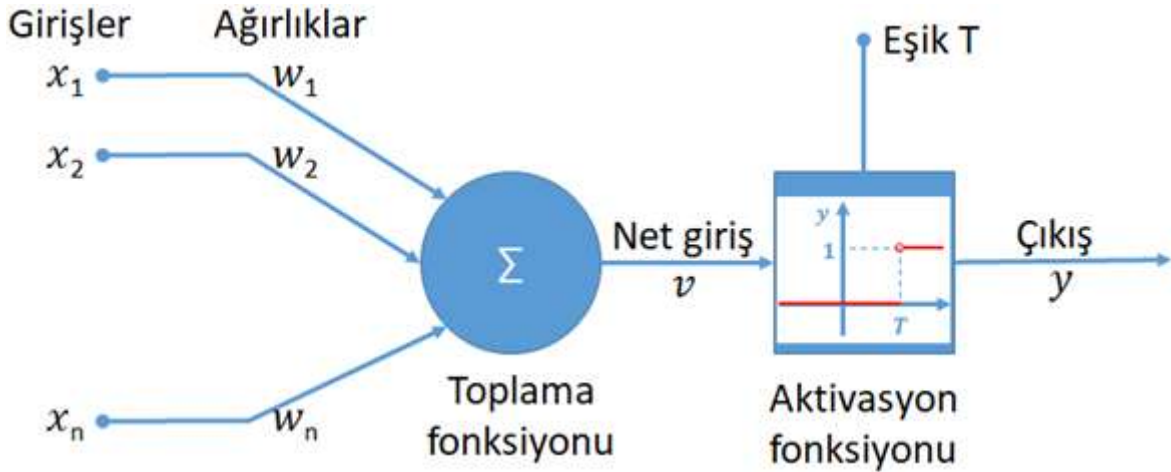 Girişler
Ağırlıklar
Eşik T
x₁
w₁
x₂
w₂
Σ
Net giriş
v
y
1
T
Çıkış
y
xₙ
wₙ
Toplama
fonksiyonu
Aktivasyon
fonksiyonu